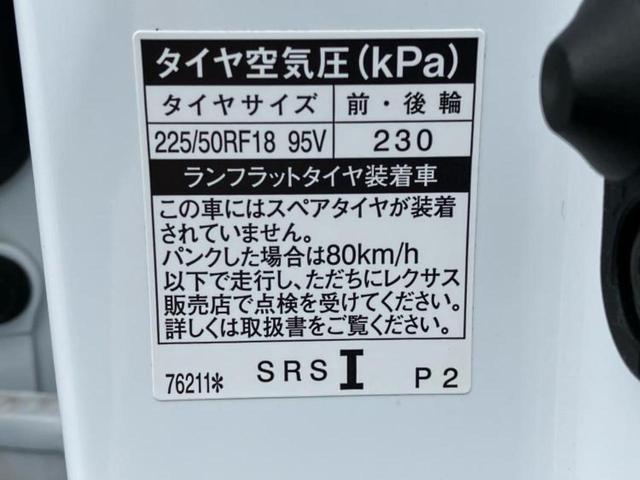 タイヤ空気圧(kPa)
タイヤサイズ 前・後輪
225/50RF18 95V 230
ランフラットタイヤ装着車
この車にはスペアタイヤが装着
されていません。
パンクした場合は80km/h
以下で走行し、ただちにレクサス
販売店で点検を受けてください。
詳しくは取扱書をご覧ください。
76211* SRS I P2